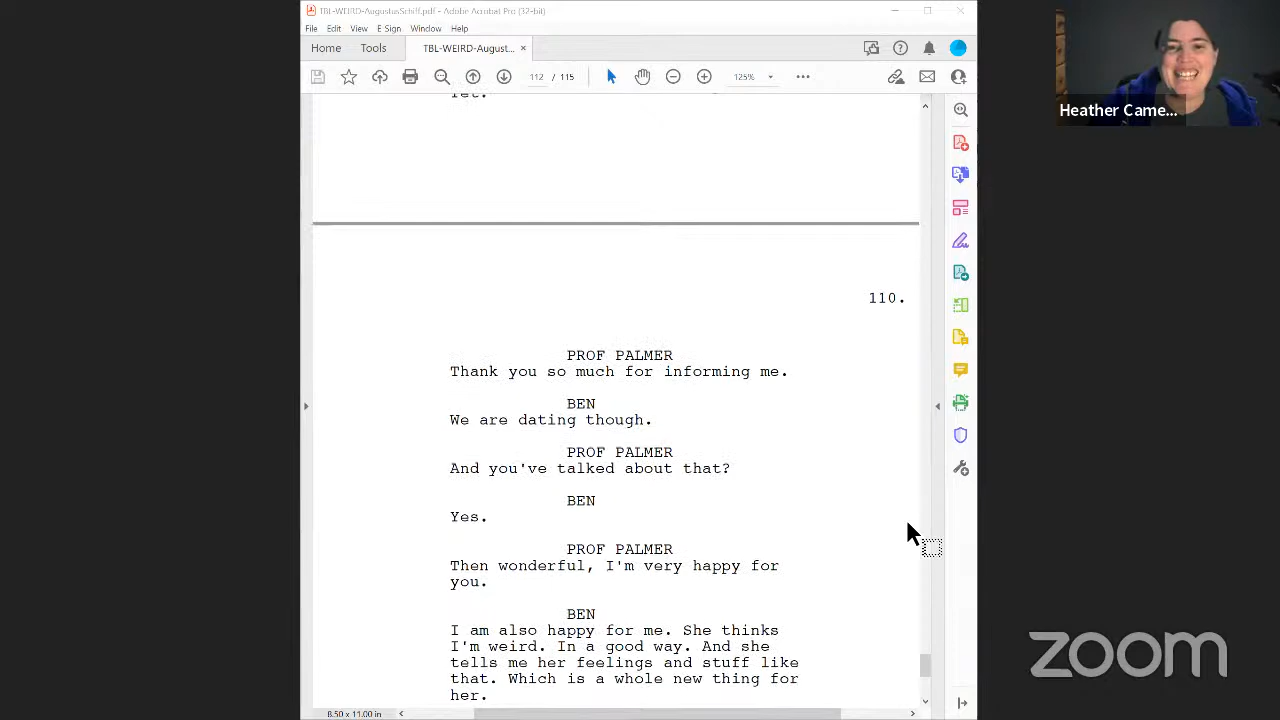 TBL-WEIRD-AugustasSchiff.pdf - Adobe Acrobat Pro (32-bit)
File Edit View E Sign Window Help
Home Tools TBL-WEIRD-August... ×
112 / 115 125%
110.
PROF PALMER
Thank you so much for informing me.
BEN
We are dating though.
PROF PALMER
And you've talked about that?
BEN
Yes.
PROF PALMER
Then wonderful, I'm very happy for
you.
BEN
I am also happy for me. She thinks
I'm weird. In a good way. And she
tells me her feelings and stuff like
that. Which is a whole new thing for
her.
8.50 x 11.00 in
Heather Came...
zoom